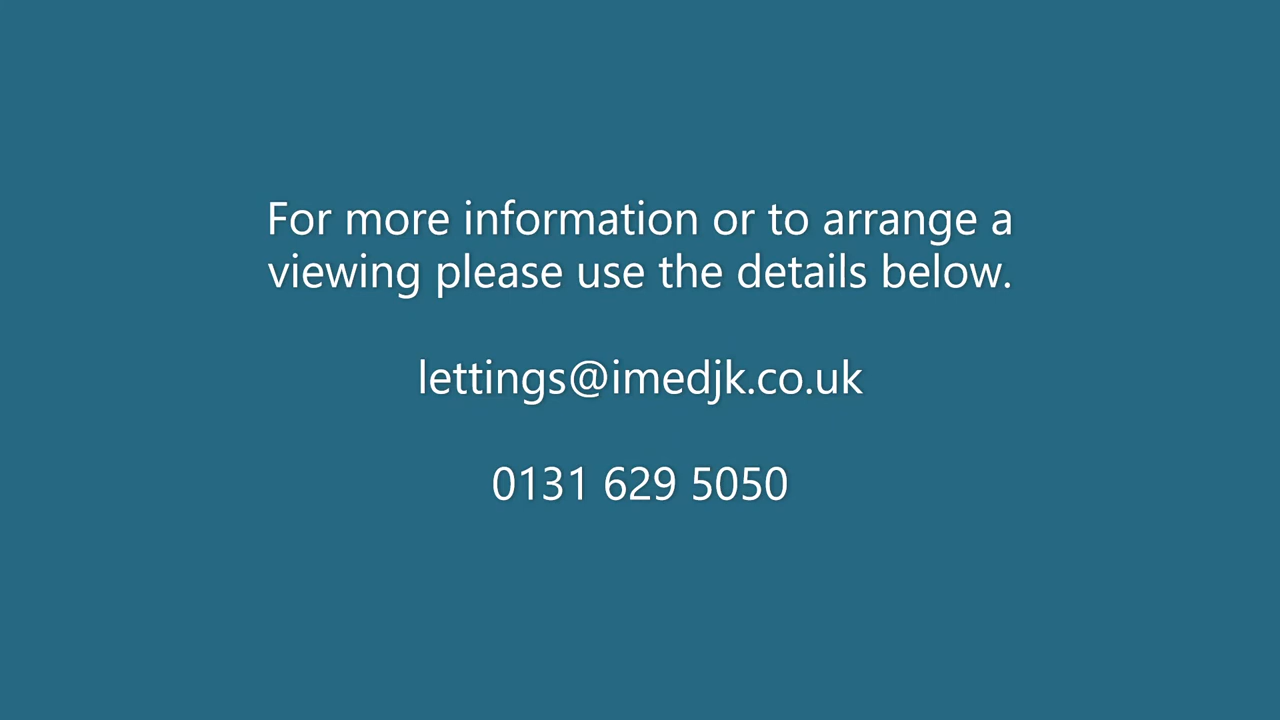 For more information or to arrange a
viewing please use the details below.
lettings@imedjk.co.uk
0131 629 5050